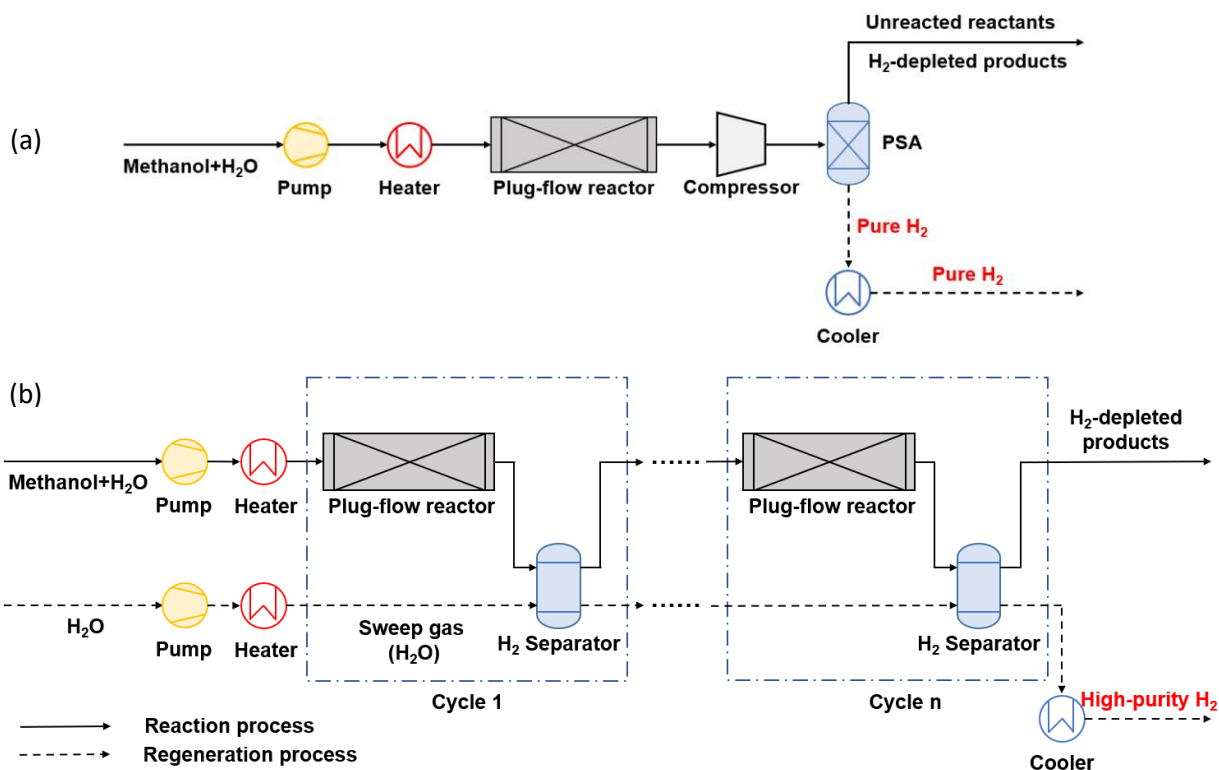 (a)
Unreacted reactants
H₂-depleted products
Methanol+H₂O
Pump
Heater
Plug-flow reactor
Compressor
PSA
Pure H₂
Pure H₂
Cooler
(b)
Methanol+H₂O
Pump
Heater
Plug-flow reactor
......
Plug-flow reactor
H₂-depleted
products
H₂O
Pump
Heater
Sweep gas
(H₂O)
H₂ Separator
......
H₂ Separator
Cycle 1
Cycle n
High-purity H₂
Cooler
Reaction process
Regeneration process